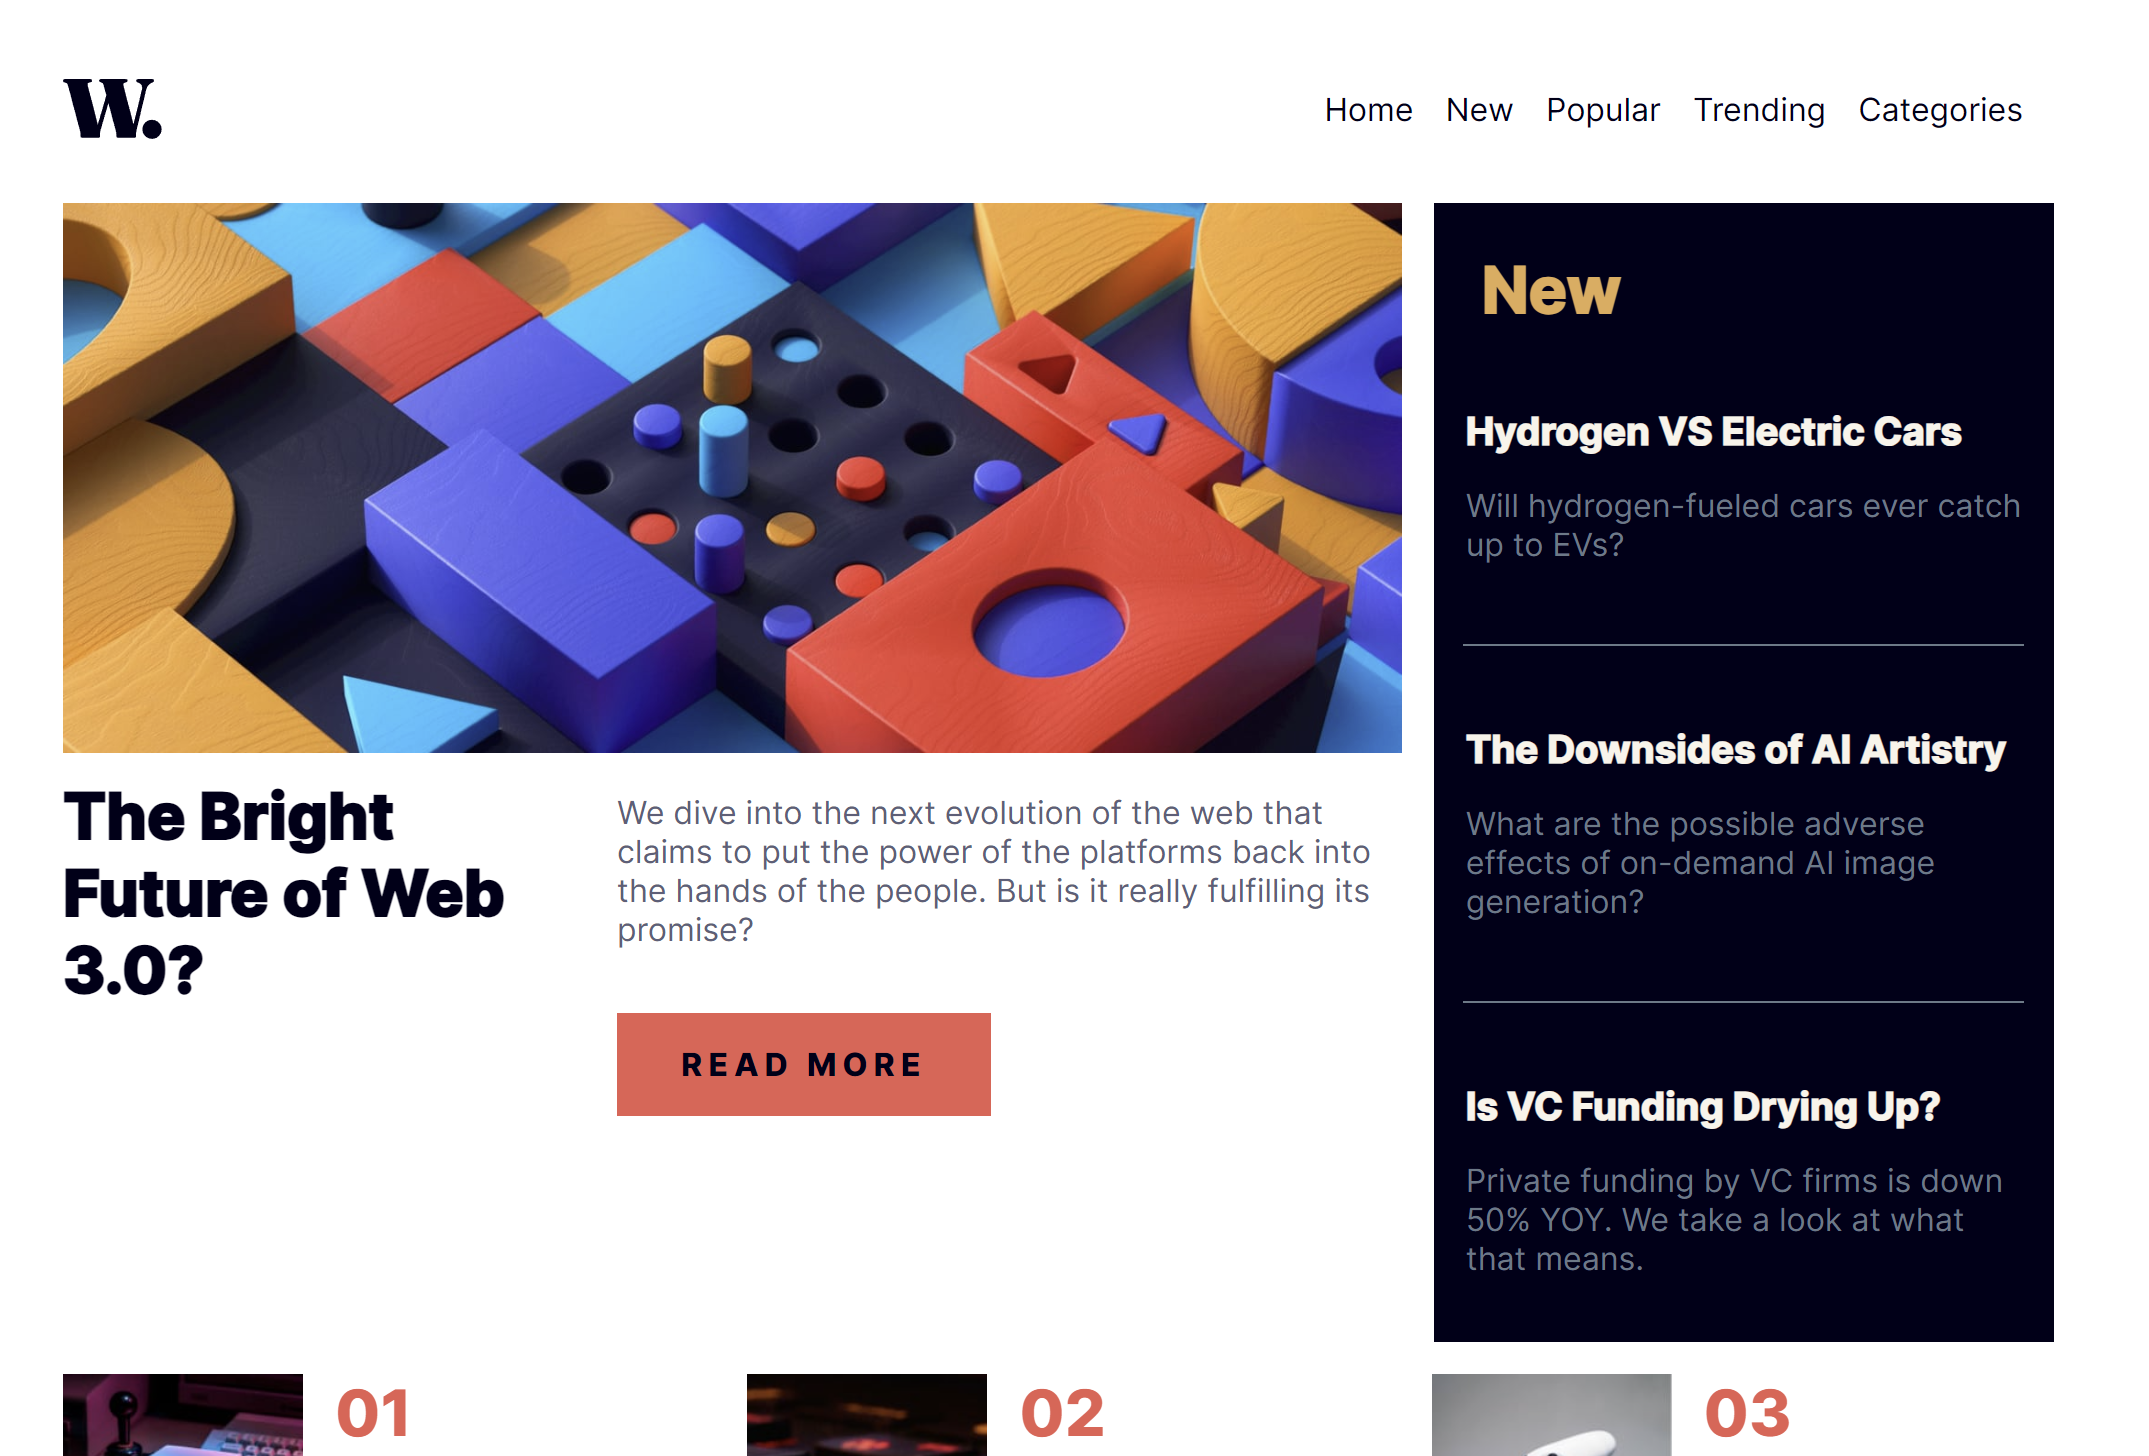 W.
Home New Popular Trending Categories
The Bright
Future of Web
3.0?
We dive into the next evolution of the web that
claims to put the power of the platforms back into
the hands of the people. But is it really fulfilling its
promise?
READ MORE
New
Hydrogen VS Electric Cars
Will hydrogen-fueled cars ever catch
up to EVs?
The Downsides of AI Artistry
What are the possible adverse
effects of on-demand AI image
generation?
Is VC Funding Drying Up?
Private funding by VC firms is down
50% YOY. We take a look at what
that means.
01
02
03